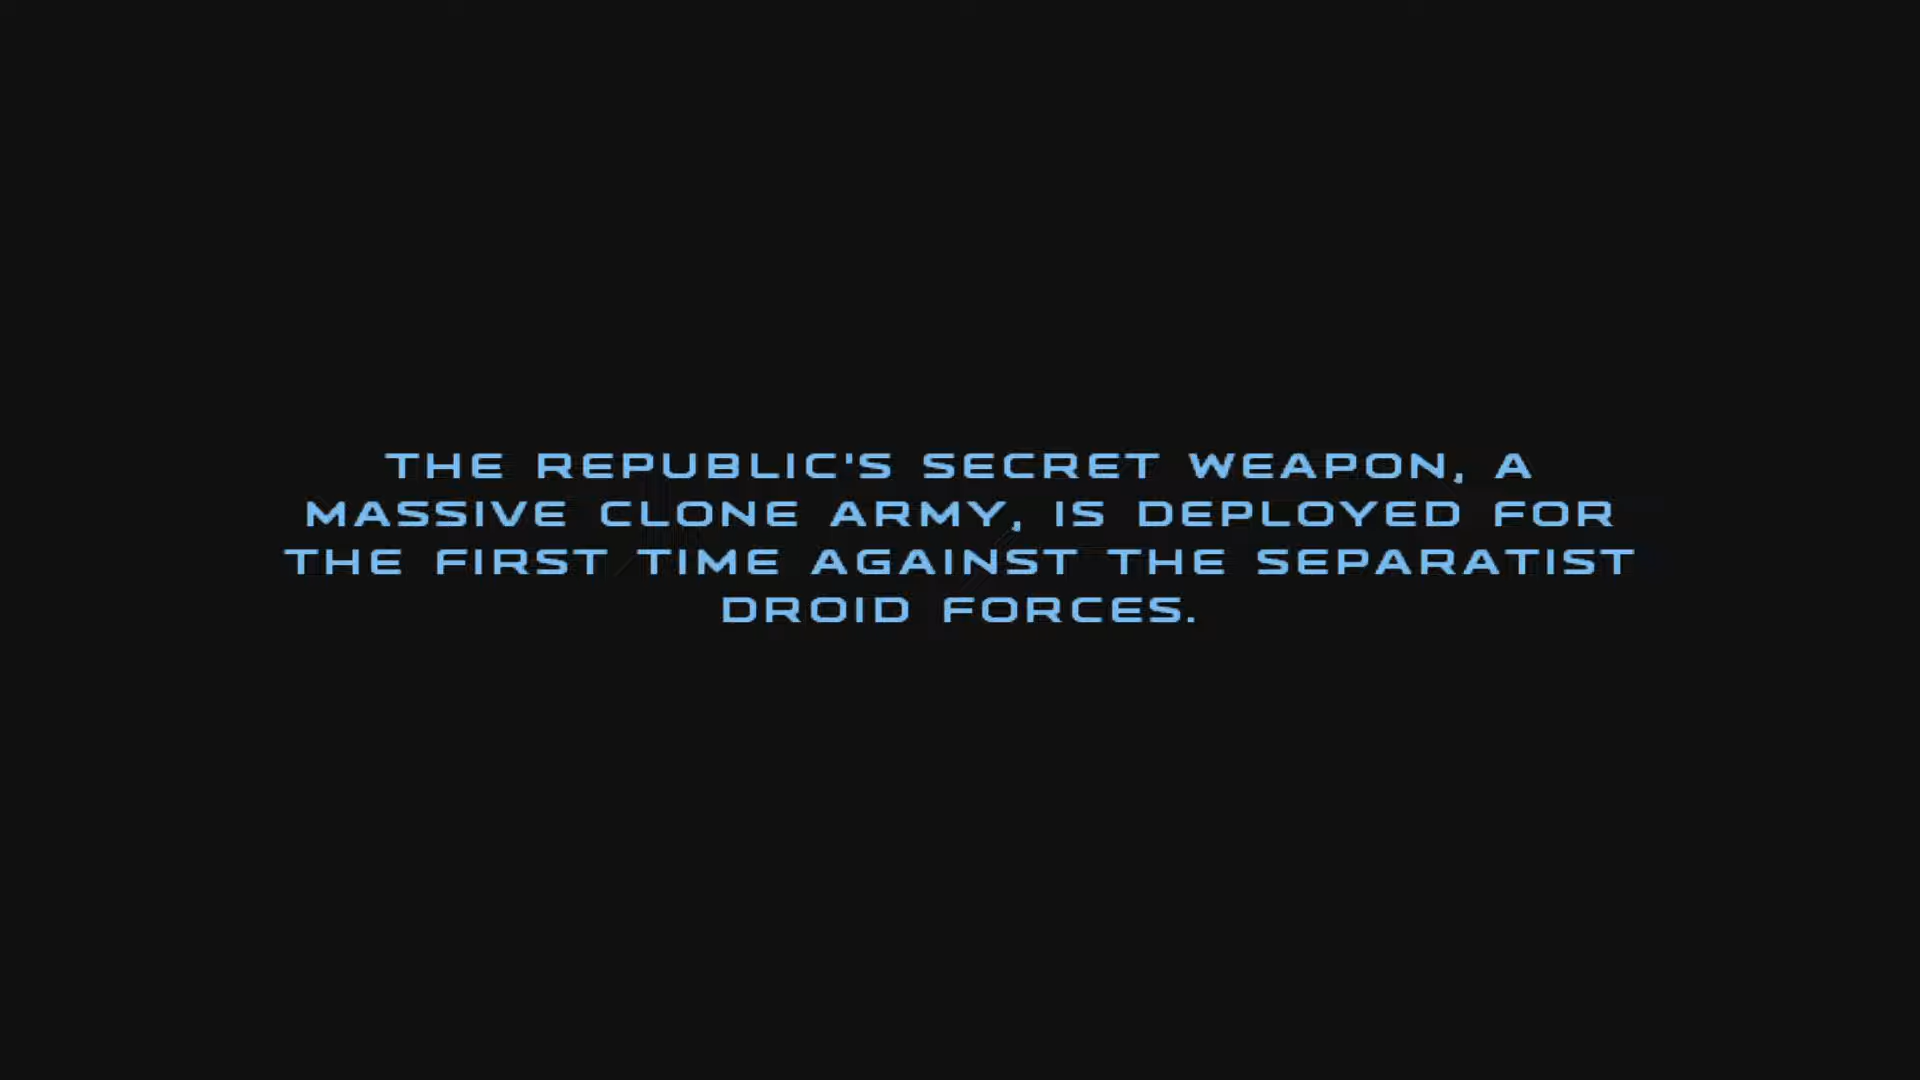 THE REPUBLIC'S SECRET WEAPON, A
MASSIVE CLONE ARMY, IS DEPLOYED FOR
THE FIRST TIME AGAINST THE SEPARATIST
DROID FORCES.